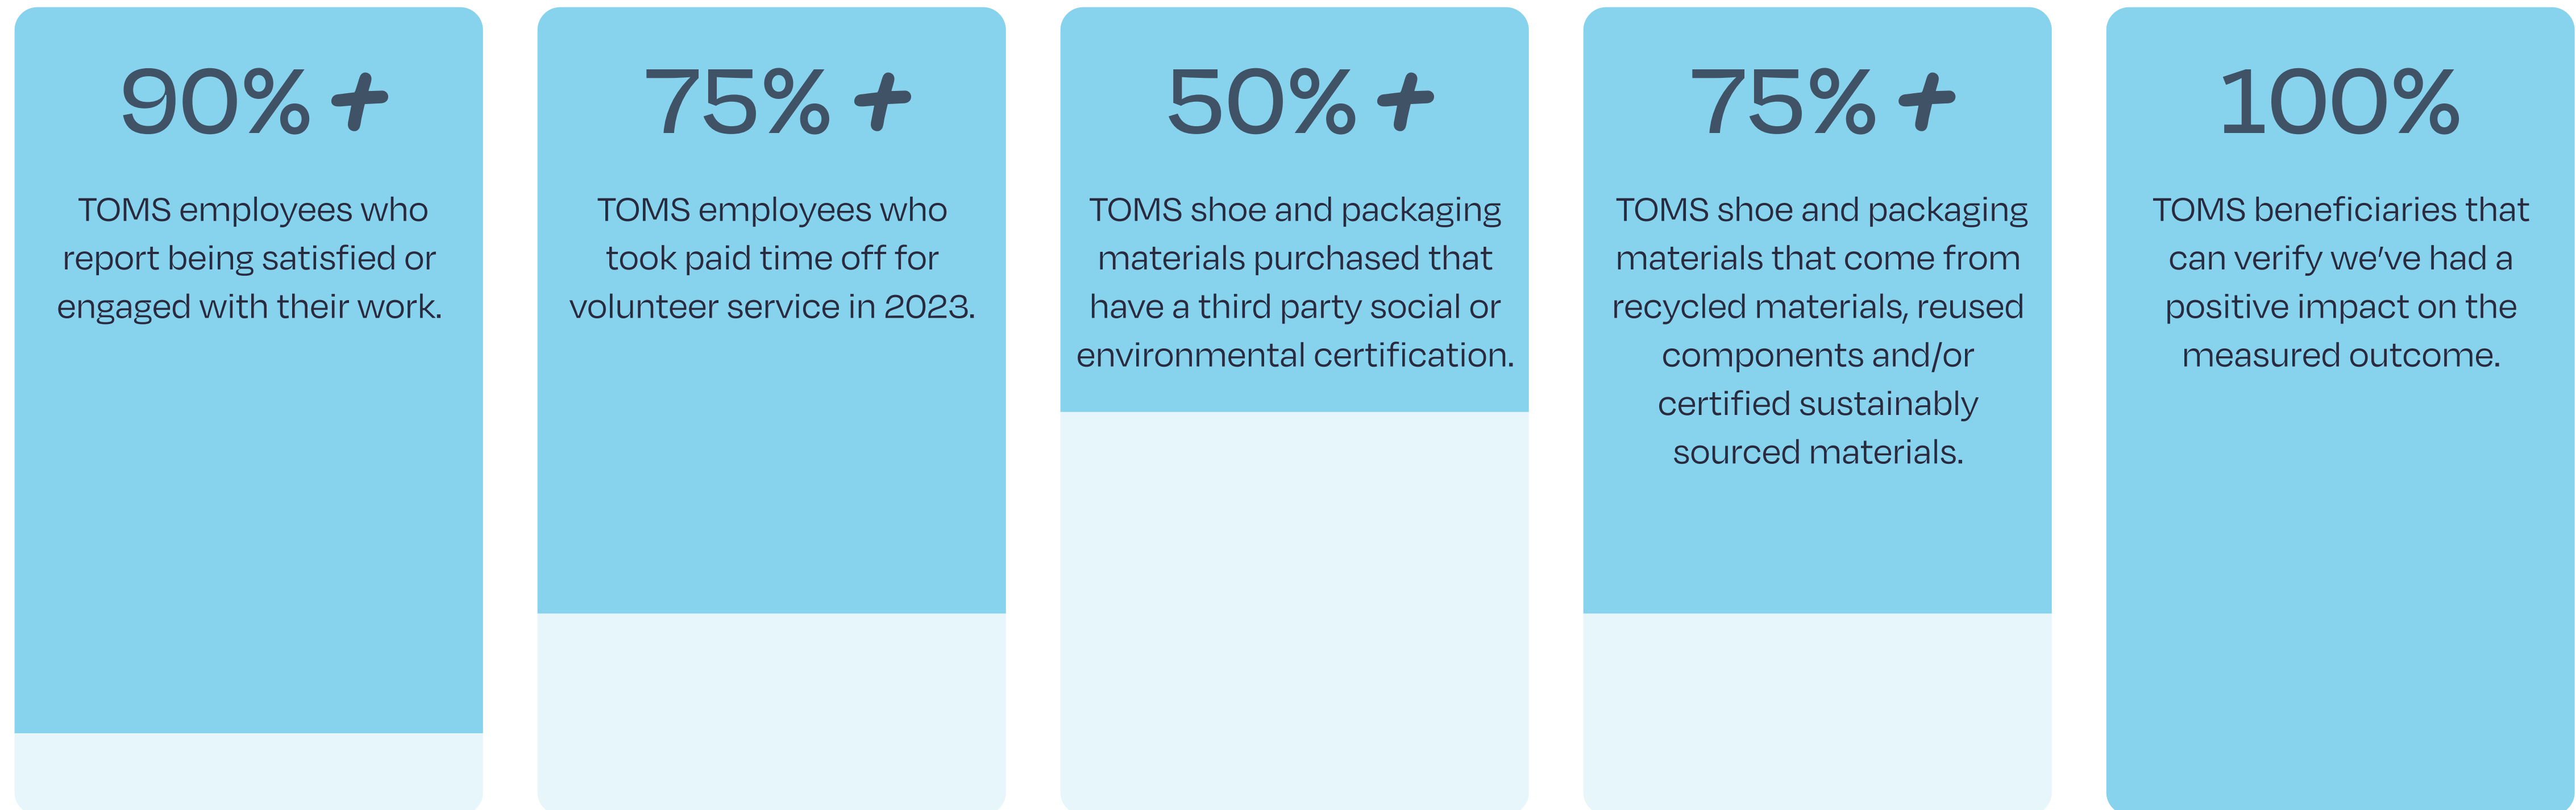 90% +
TOMS employees who
report being satisfied or
engaged with their work.
75% +
TOMS employees who
took paid time off for
volunteer service in 2023.
50% +
TOMS shoe and packaging
materials purchased that
have a third party social or
environmental certification.
75% +
TOMS shoe and packaging
materials that come from
recycled materials, reused
components and/or
certified sustainably
sourced materials.
100%
TOMS beneficiaries that
can verify we’ve had a
positive impact on the
measured outcome.